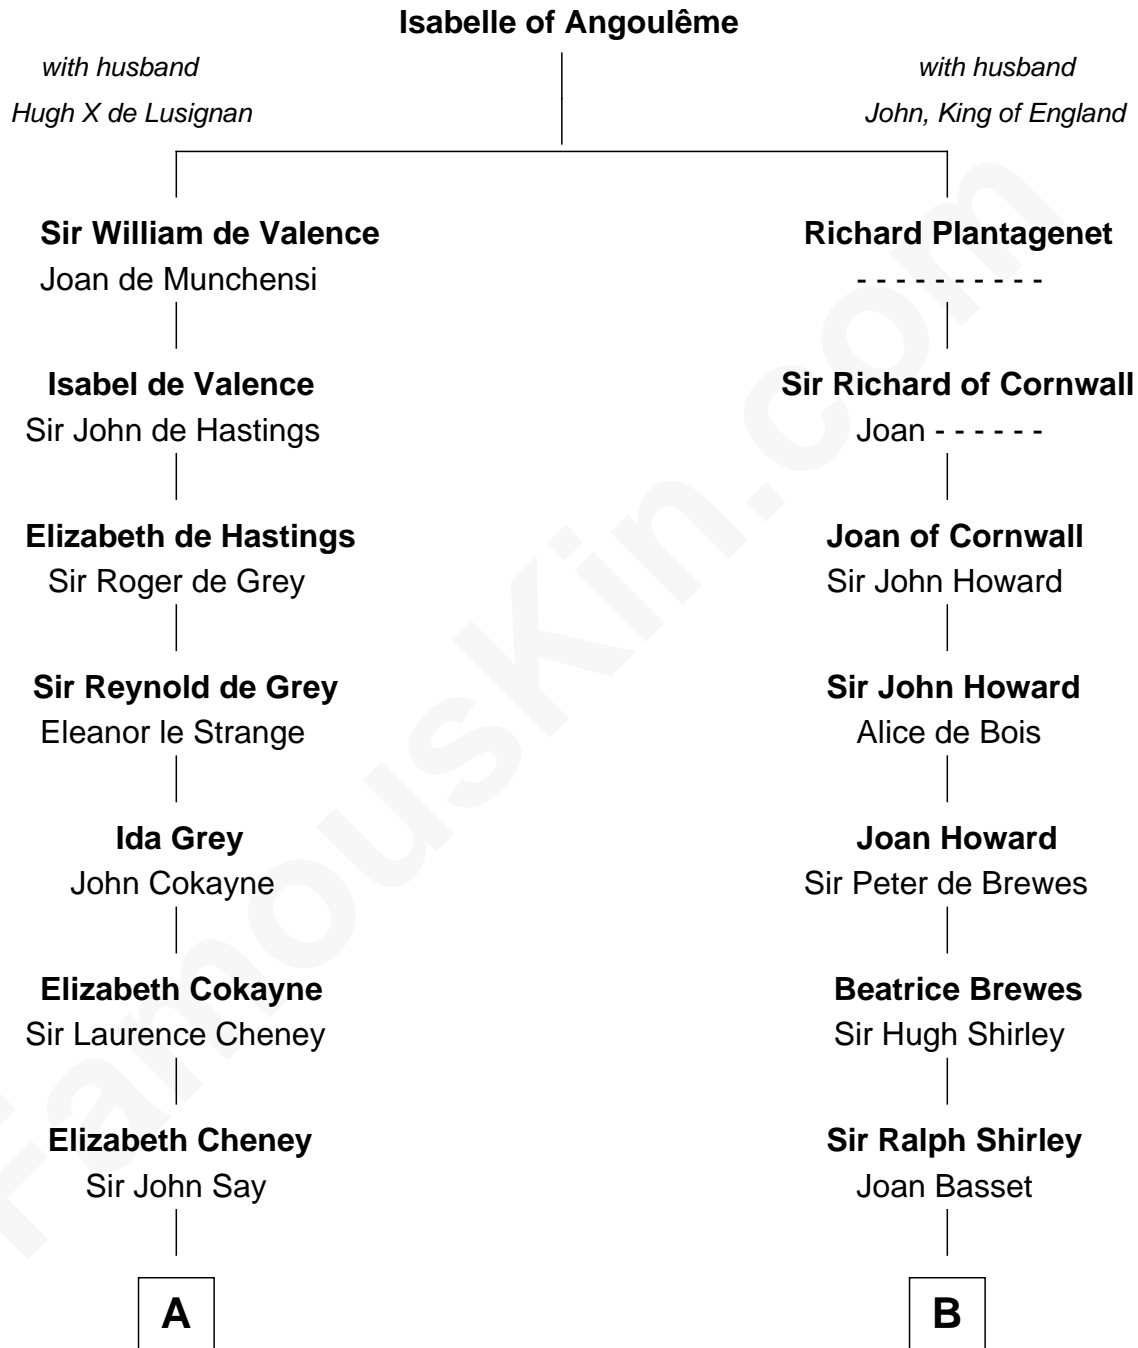 Isabelle of Angoulême
with husband
Hugh X de Lusignan
with husband
John, King of England
Sir William de Valence
Joan de Munchensi
Richard Plantagenet
- - - - - - - - - -
Isabel de Valence
Sir John de Hastings
Sir Richard of Cornwall
Joan - - - - - -
Elizabeth de Hastings
Sir Roger de Grey
Joan of Cornwall
Sir John Howard
Sir Reynold de Grey
Eleanor le Strange
Sir John Howard
Alice de Bois
Ida Grey
John Cokayne
Joan Howard
Sir Peter de Brewes
Elizabeth Cokayne
Sir Laurence Cheney
Beatrice Brewes
Sir Hugh Shirley
Elizabeth Cheney
Sir John Say
Sir Ralph Shirley
Joan Basset
A
B
FamousKin.com